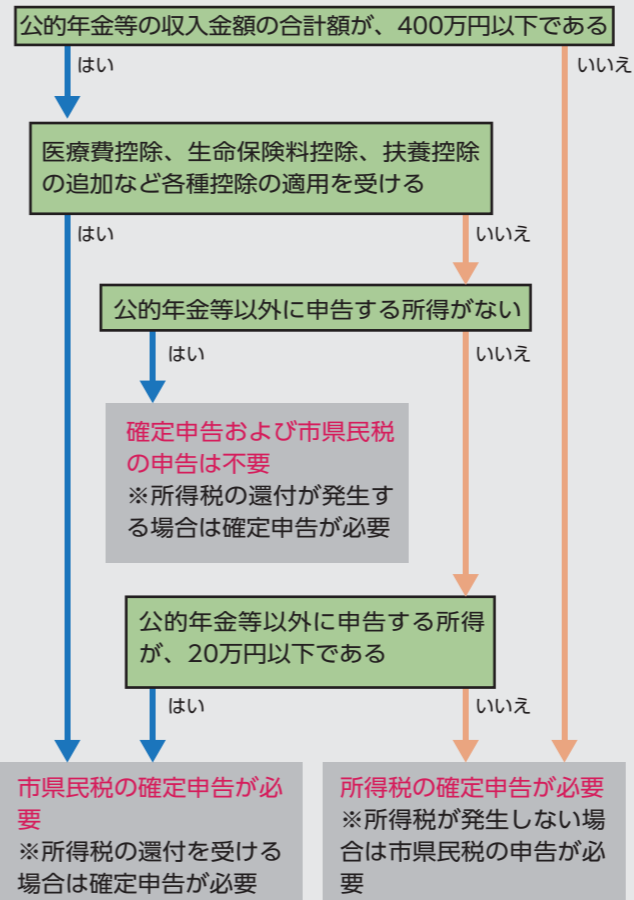 公的年金等の収入金額の合計額が、400万円以下である
はい
いいえ
医療費控除、生命保険料控除、扶養控除
の追加など各種控除の適用を受ける
はい
いいえ
公的年金等以外に申告する所得がない
はい
いいえ
確定申告および市県民税
の申告は不要
※所得税の還付が発生す
る場合は確定申告が必要
公的年金等以外に申告する所得
が、20万円以下である
はい
いいえ
市県民税の確定申告が必
要
※所得税の還付を受ける
場合は確定申告が必要
所得税の確定申告が必要
※所得税が発生しない場
合は市県民税の申告が必
要